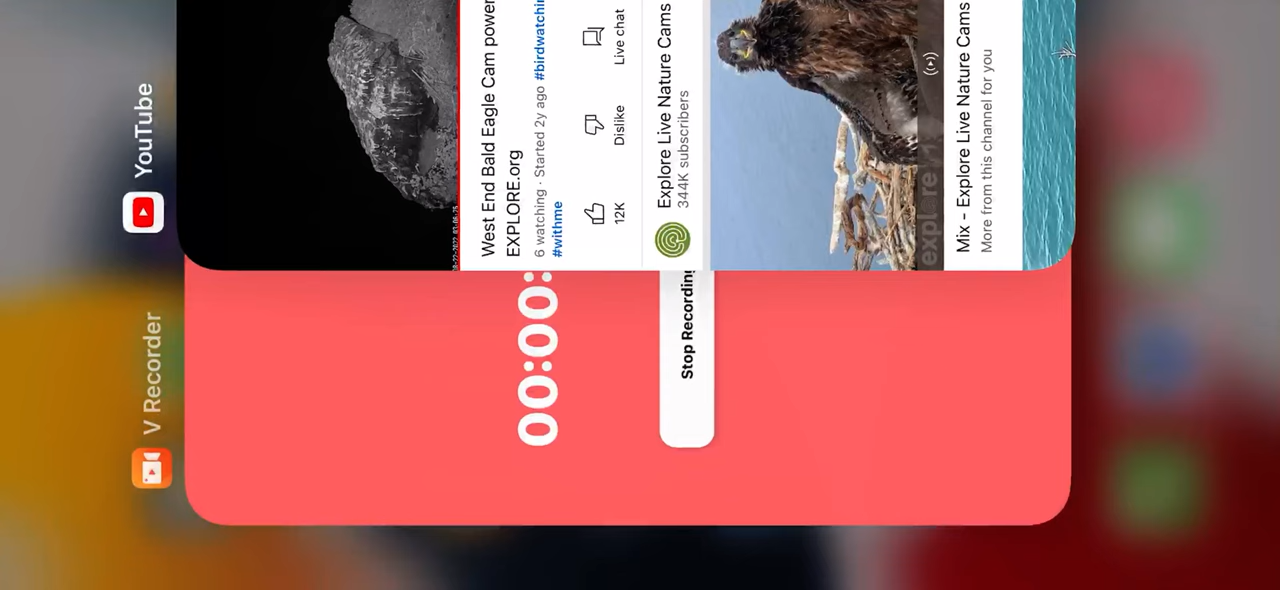 V Recorder
YouTube
00:00:
Stop Recording
West End Bald Eagle Cam power
EXPLORE.org
6 watching · Started 2y ago #birdwatchin
#withme
12K
Dislike
Live chat
Explore Live Nature Cams
344K subscribers
Mix - Explore Live Nature Cams
More from this channel for you